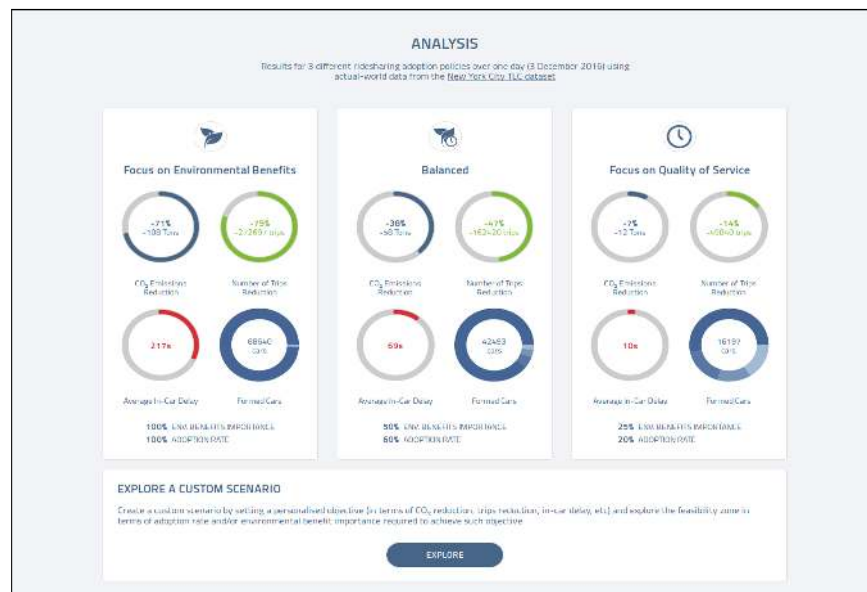 ANALYSIS
Results for 3 different ridesharing adoption policies over one day (3 December 2016) using
actual-world data from the New York City TLC dataset
Focus on Environmental Benefits
-71%
-108 Tons
-79%
CO₂ Emissions
Reduction
Number of Trips
Reduction
217s
68640
cars
Average In-Car Delay
Formed Cars
100% ENV. BENEFITS IMPORTANCE
100% ADOPTION RATE
Balanced
-38%
-58 Tons
-47%
-162420 trips
CO₂ Emissions
Reduction
Number of Trips
Reduction
69s
42493
cars
Average In-Car Delay
Formed Cars
50% ENV. BENEFITS IMPORTANCE
60% ADOPTION RATE
Focus on Quality of Service
-7%
-12 Tons
-14%
trips
CO₂ Emissions
Reduction
Number of Trips
Reduction
10s
16197
cars
Average In-Car Delay
Formed Cars
25% ENV. BENEFITS IMPORTANCE
20% ADOPTION RATE
EXPLORE A CUSTOM SCENARIO
Create a custom scenario by setting a personalised objective (in terms of CO₂ reduction, trips reduction, in-car delay, etc) and explore the feasibility zone in
terms of adoption rate and/or environmental benefit importance required to achieve such objective
EXPLORE